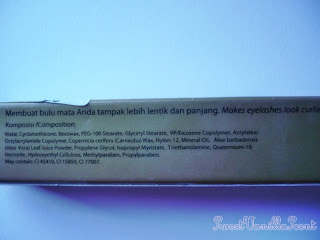 Membuat bulu mata Anda tampak lebih lentik dan panjang. Makes eyelashes look curlie
Komposisi /Composition:
Water, Cyclomethicone, Beeswax, PEG-100 Stearate, Glyceryl Stearate, VP/Eicosene Copolymer, Acrylates/
Octylacrylamide Copolymer, Copernicia cerifera (Carnauba) Wax, Nylon-12, Mineral Oil, Aloe barbadensis
(Aloe Vera) Leaf Juice Powder, Propylene Glycol, Isopropyl Myristate, Triethanolamine, Quaternium-18
Hectorite, Hydroxyethyl Cellulose, Methylparaben, Propylparaben.
May contains: CI 45410, CI 15850, CI 77007.
SweetVanillaScent